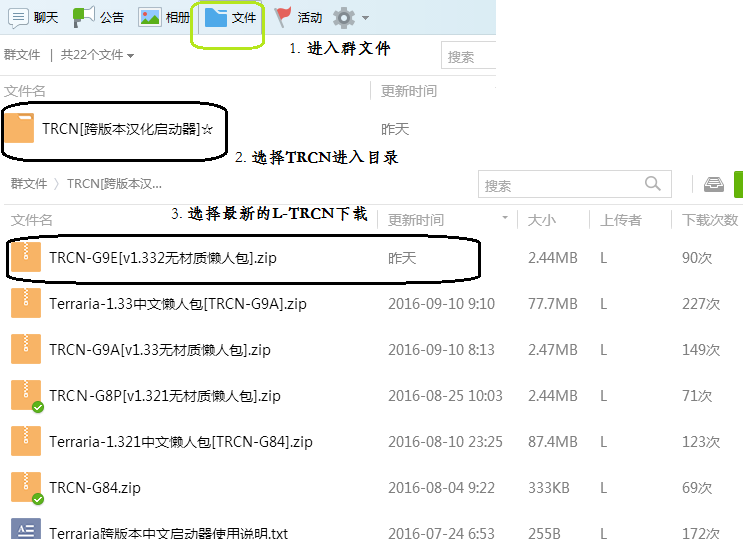 聊天 公告 相册 文件 活动
1. 进入群文件
群文件 | 共22个文件
搜索
文件名 更新时间
TRCN[跨版本汉化启动器]☆ 昨天
2. 选择TRCN进入目录
群文件 〉 TRCN[跨版本汉... 搜索
3. 选择最新的L-TRCN下载
文件名 更新时间 大小 上传者 下载次数
TRCN-G9E[v1.332无材质懒人包].zip 昨天 2.44MB L 90次
Terraria-1.33中文懒人包[TRCN-G9A].zip 2016-09-10 9:10 77.7MB L 227次
TRCN-G9A[v1.33无材质懒人包].zip 2016-09-10 8:13 2.47MB L 149次
TRCN-G8P[v1.321无材质懒人包].zip 2016-08-25 10:03 2.44MB L 71次
Terraria-1.321中文懒人包[TRCN-G84].zip 2016-08-10 23:25 87.4MB L 123次
TRCN-G84.zip 2016-08-04 9:22 333KB L 69次
Terraria跨版本中文启动器使用说明.txt 2016-07-24 6:53 255B L 172次